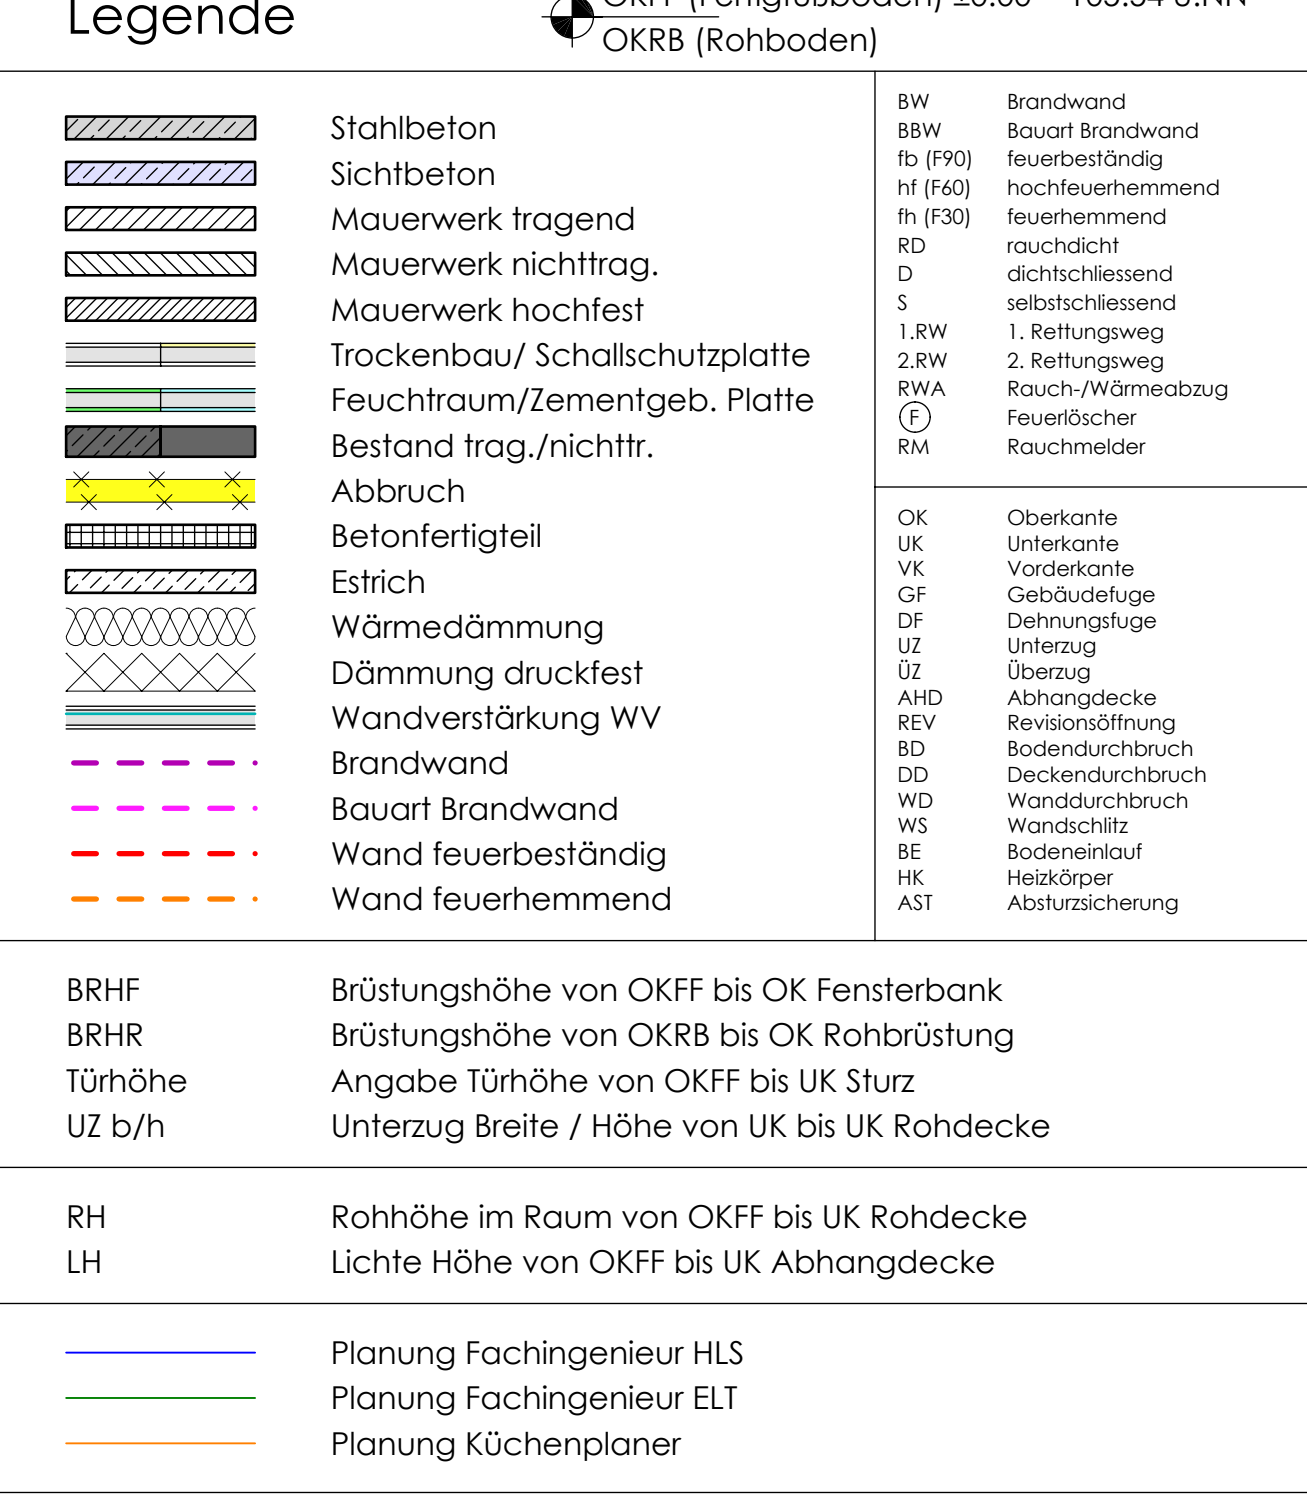 Legende
OKFF (Fertigfußboden) ±0.00
OKRB (Rohboden)
Stahlbeton
Sichtbeton
Mauerwerk tragend
Mauerwerk nichttrag.
Mauerwerk hochfest
Trockenbau/ Schallschutzplatte
Feuchtraum/Zementgeb. Platte
Bestand trag./nichttr.
Abbruch
Betonfertigteil
Estrich
Wärmedämmung
Dämmung druckfest
Wandverstärkung WV
Brandwand
Bauart Brandwand
Wand feuerbeständig
Wand feuerhemmend
BW Brandwand
BBW Bauart Brandwand
fb (F90) feuerbeständig
hf (F60) hochfeuerhemmend
fh (F30) feuerhemmend
RD rauchdicht
D dichtschliessend
S selbstschliessend
1.RW 1. Rettungsweg
2.RW 2. Rettungsweg
RWA Rauch-/Wärmeabzug
F Feuerlöscher
RM Rauchmelder
OK Oberkante
UK Unterkante
VK Vorderkante
GF Gebäudefuge
DF Dehnungsfuge
UZ Unterzug
ÜZ Überzug
AHD Abhangdecke
REV Revisionsöffnung
BD Bodendurchbruch
DD Deckendurchbruch
WD Wanddurchbruch
WS Wandschlitz
BE Bodeneinlauf
HK Heizkörper
AST Absturzsicherung
BRHF Brüstungshöhe von OKFF bis OK Fensterbank
BRHR Brüstungshöhe von OKRB bis OK Rohbrüstung
Türhöhe Angabe Türhöhe von OKFF bis UK Sturz
UZ b/h Unterzug Breite / Höhe von UK bis UK Rohdecke
RH Rohhöhe im Raum von OKFF bis UK Rohdecke
LH Lichte Höhe von OKFF bis UK Abhangdecke
Planung Fachingenieur HLS
Planung Fachingenieur ELT
Planung Küchenplaner